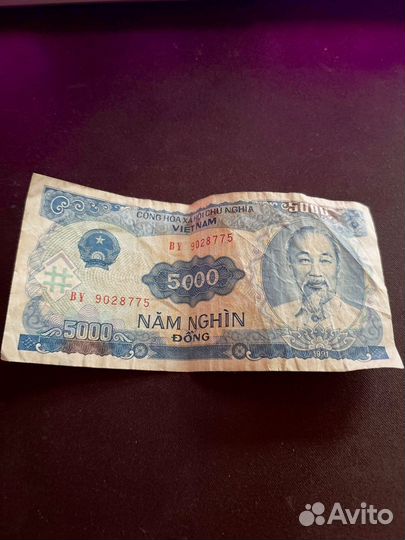 CỘNG HÒA XÃ HỘI CHỦ NGHĨA
VIỆT NAM
5000
BY 9028775
5000
BY 9028775
NĂM NGHÌN
ĐỒNG
5000
1991
Avito